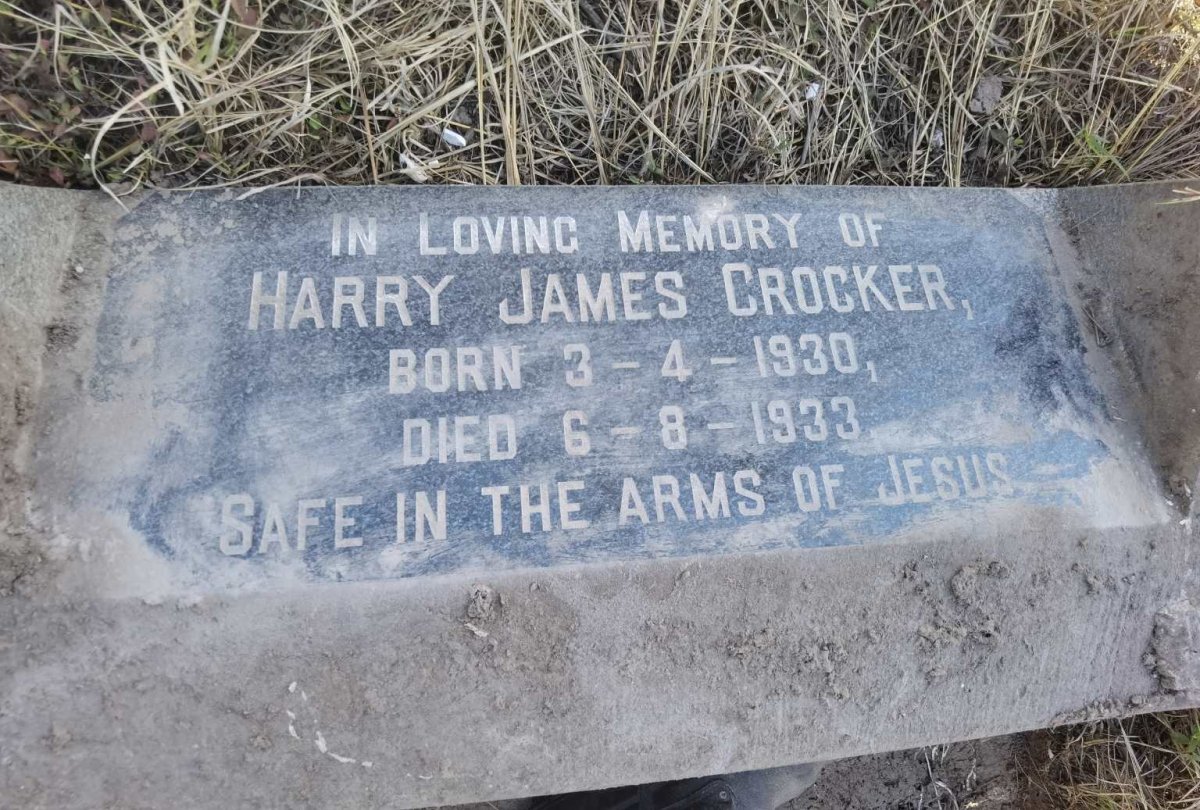 IN LOVING MEMORY OF
HARRY JAMES CROCKER,
BORN 3-4-1930,
DIED 6-8-1933
SAFE IN THE ARMS OF JESUS